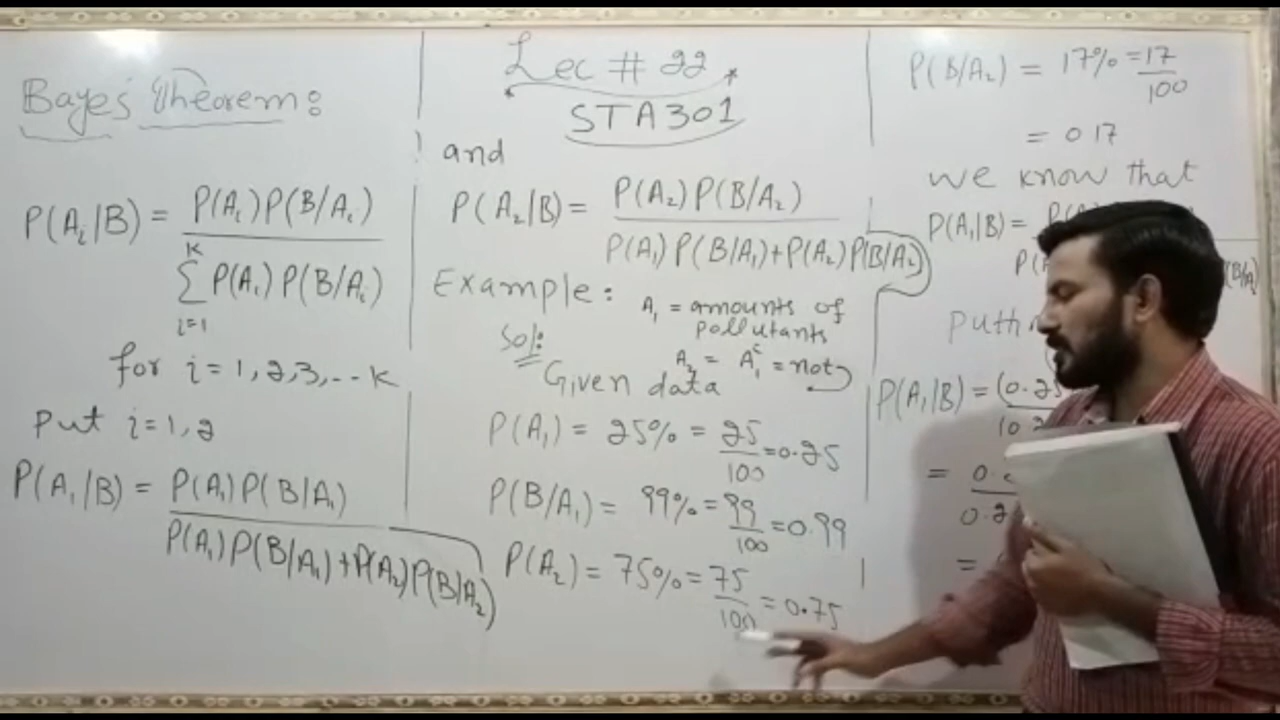 Bayes' Theorem:
P(Aᵢ|B) = P(Aᵢ)P(B/Aᵢ)
K
∑ P(Aᵢ) P(B/Aᵢ)
i=1
for i = 1, 2, 3, --- K
Put i=1, 2
P(A₁|B) = P(A₁)P(B/A₁)
P(A₁)P(B/A₁)+P(A₂)P(B/A₂)
Lec # 22
STA301
and
P(A₂|B) = P(A₂)P(B/A₂)
P(A₁)P(B/A₁)+P(A₂)P(B/A₂)
Example: A₁ = amounts of
pollutants
Sol:
A₂ = A₁ᶜ = not
Given data
P(A₁) = 25% = 25/100 = 0.25
P(B/A₁) = 99% = 99/100 = 0.99
P(A₂) = 75% = 75/100 = 0.75
P(B/A₂) = 17% = 17/100
= 0.17
we know that
P(A₁|B) =
P(A₁|B) = (0.25
=
=